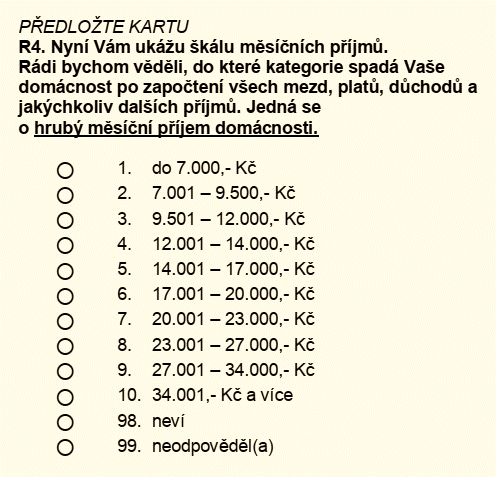 PŘEDLOŽTE KARTU
R4. Nyní Vám ukážu škálu měsíčních příjmů.
Rádi bychom věděli, do které kategorie spadá Vaše
domácnost po započtení všech mezd, platů, důchodů a
jakýchkoliv dalších příjmů. Jedná se
o hrubý měsíční příjem domácnosti.
1. do 7.000,- Kč
2. 7.001 – 9.500,- Kč
3. 9.501 – 12.000,- Kč
4. 12.001 – 14.000,- Kč
5. 14.001 – 17.000,- Kč
6. 17.001 – 20.000,- Kč
7. 20.001 – 23.000,- Kč
8. 23.001 – 27.000,- Kč
9. 27.001 – 34.000,- Kč
10. 34.001,- Kč a více
98. neví
99. neodpověděl(a)